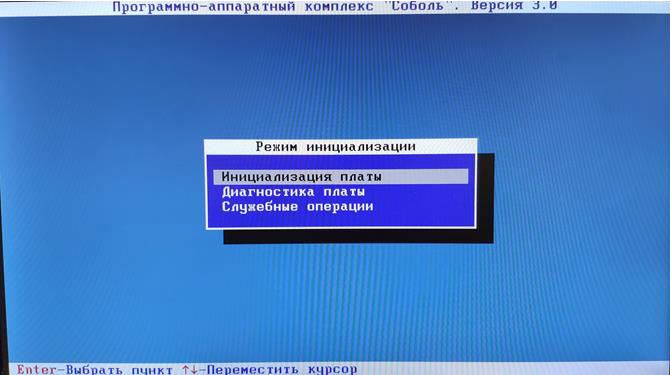 Программно-аппаратный комплекс "Соболь". Версия 3.0
Режим инициализации
Инициализация платы
Диагностика платы
Служебные операции
Enter-Выбрать пункт ↑↓-Переместить курсор